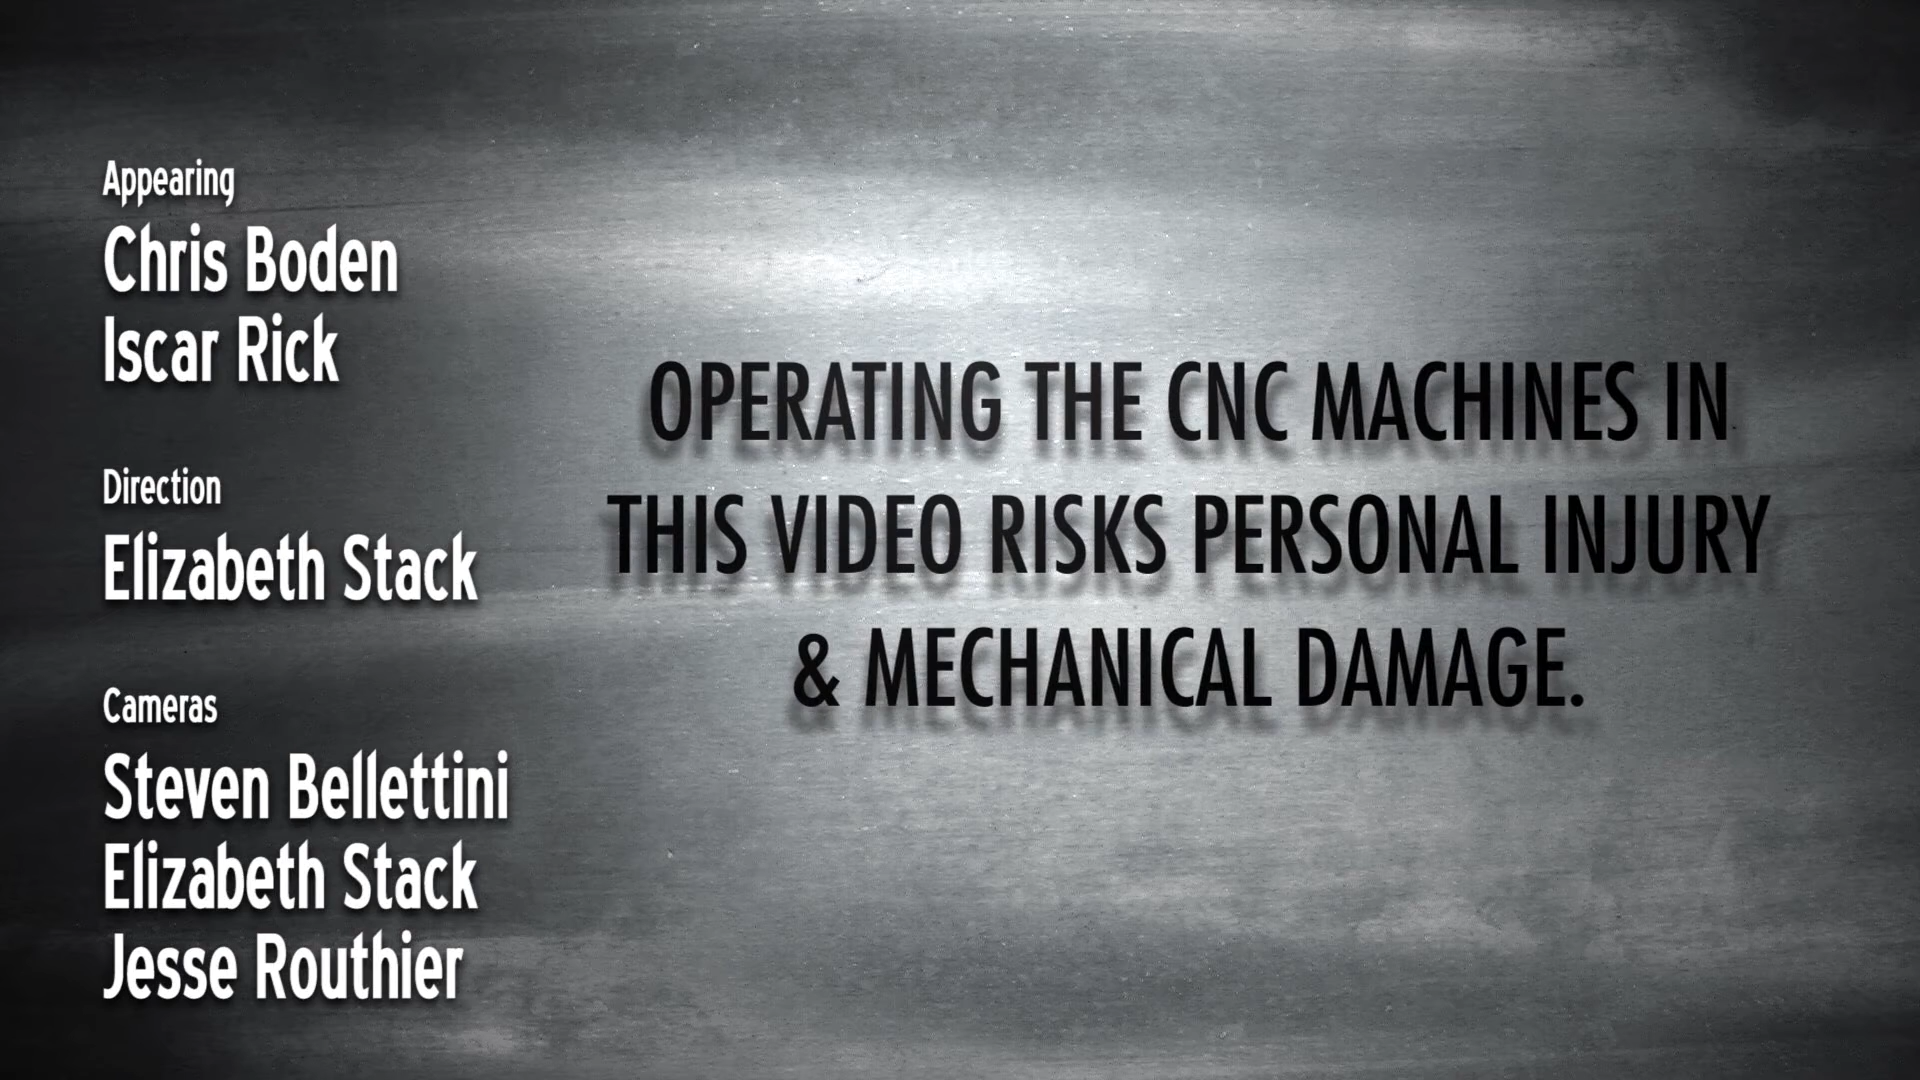 Appearing
Chris Boden
Iscar Rick
Direction
Elizabeth Stack
Cameras
Steven Bellettini
Elizabeth Stack
Jesse Routhier
OPERATING THE CNC MACHINES IN
THIS VIDEO RISKS PERSONAL INJURY
& MECHANICAL DAMAGE.